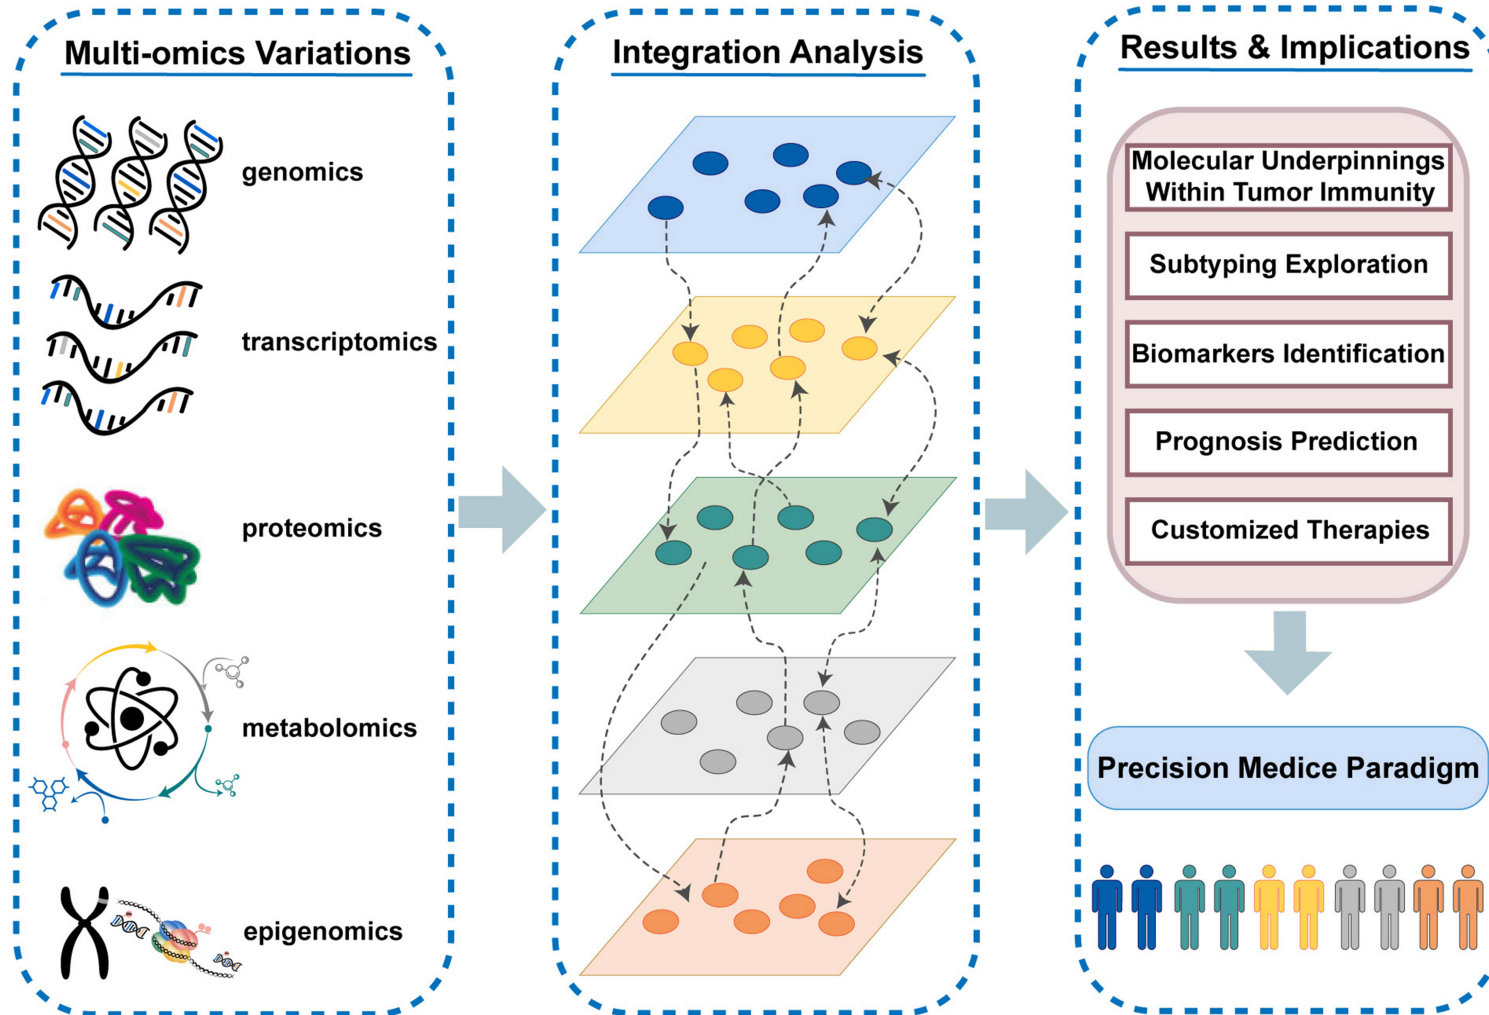 Multi-omics Variations
genomics
transcriptomics
proteomics
metabolomics
epigenomics
Integration Analysis
Results & Implications
Molecular Underpinnings
Within Tumor Immunity
Subtyping Exploration
Biomarkers Identification
Prognosis Prediction
Customized Therapies
Precision Medice Paradigm